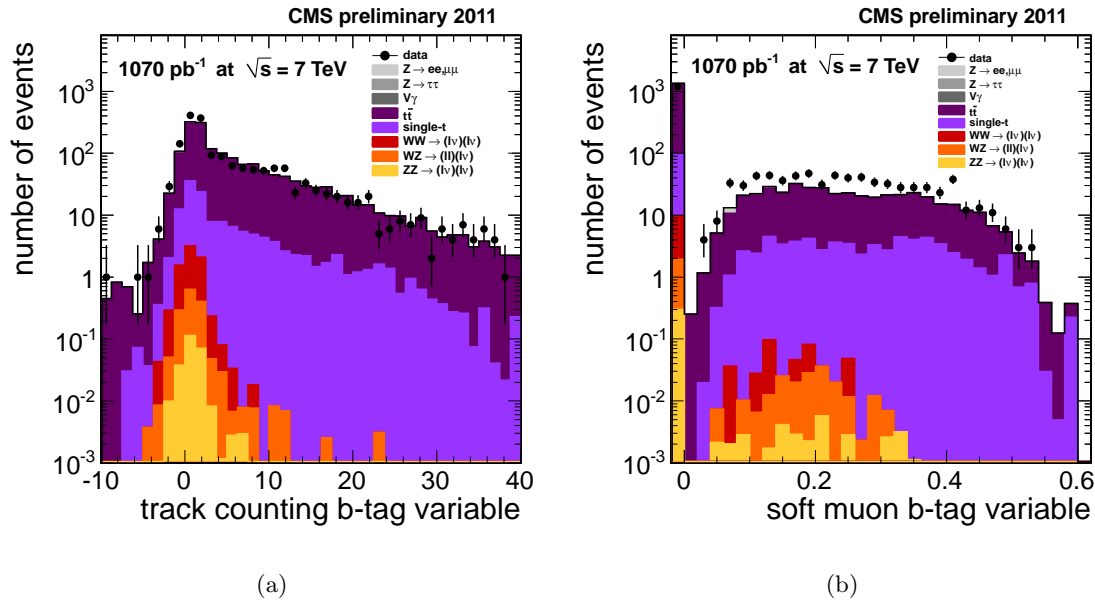 CMS preliminary 2011
number of events
1070 pb⁻¹ at √s = 7 TeV
data
Z → ee,μμ
Z → ττ
Vγ
tt̄
single-t
WW → (lν)(lν)
WZ → (ll)(lν)
ZZ → (lν)(lν)
10³
10²
10
1
10⁻¹
10⁻²
10⁻³
-10 0 10 20 30 40
track counting b-tag variable
(a)
CMS preliminary 2011
number of events
1070 pb⁻¹ at √s = 7 TeV
data
Z → ee,μμ
Z → ττ
Vγ
tt̄
single-t
WW → (lν)(lν)
WZ → (ll)(lν)
ZZ → (lν)(lν)
10³
10²
10
1
10⁻¹
10⁻²
10⁻³
0 0.2 0.4 0.6
soft muon b-tag variable
(b)